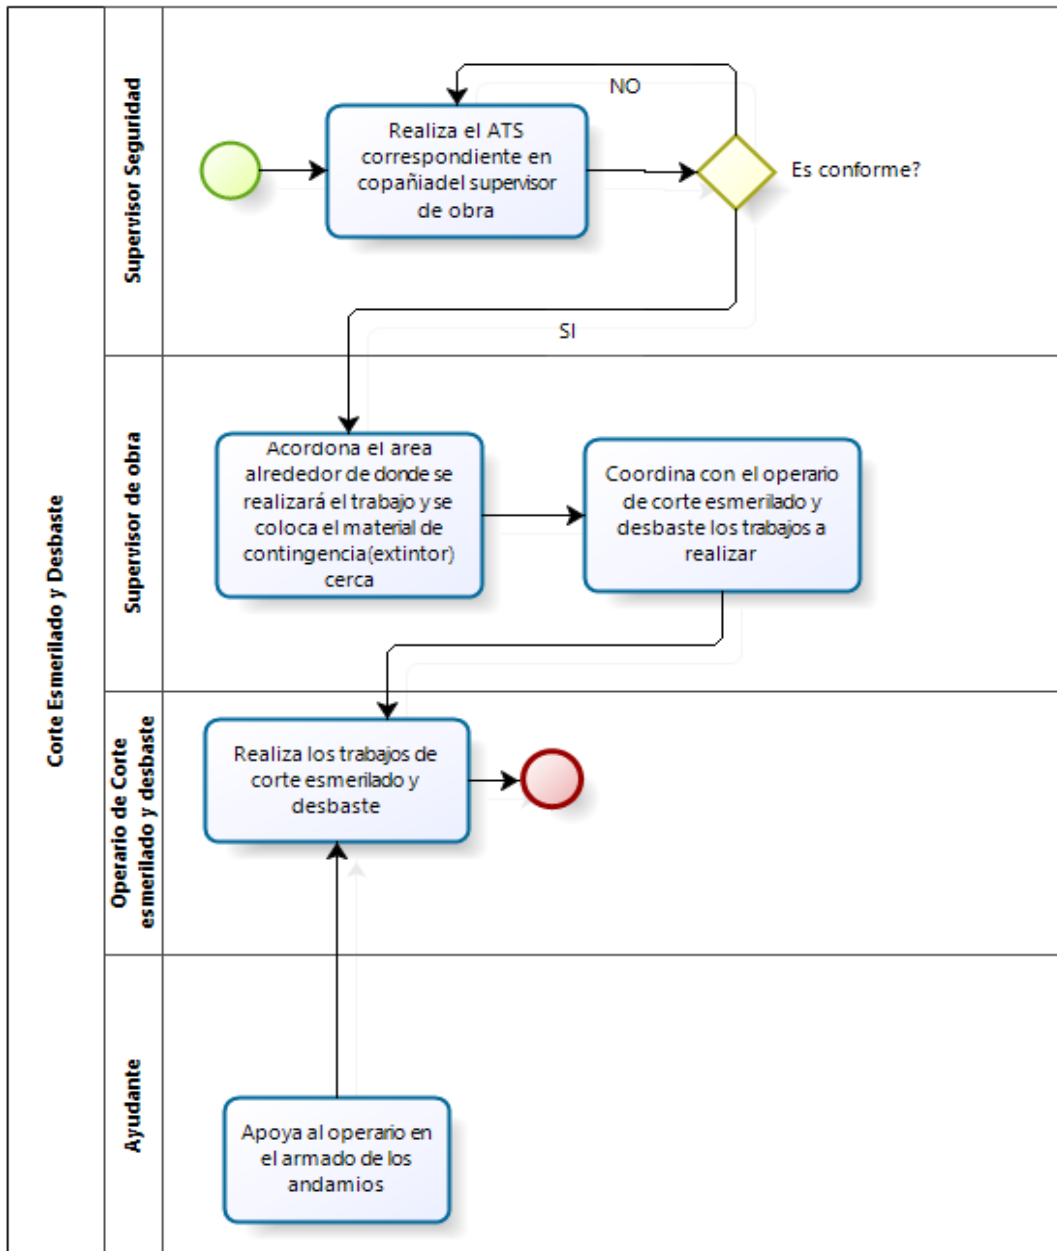 Corte Esmerilado y Desbaste
Supervisor Seguridad
Realiza el ATS
correspondiente en
copañiadel supervisor
de obra
NO
Es conforme?
SI
Supervisor de obra
Acordona el area
alrededor de donde se
realizará el trabajo y se
coloca el material de
contingencia(extintor)
cerca
Coordina con el operario
de corte esmerilado y
desbaste los trabajos a
realizar
Operario de Corte
esmerilado y desbaste
Realiza los trabajos de
corte esmerilado y
desbaste
Ayudante
Apoya al operario en
el armado de los
andamios